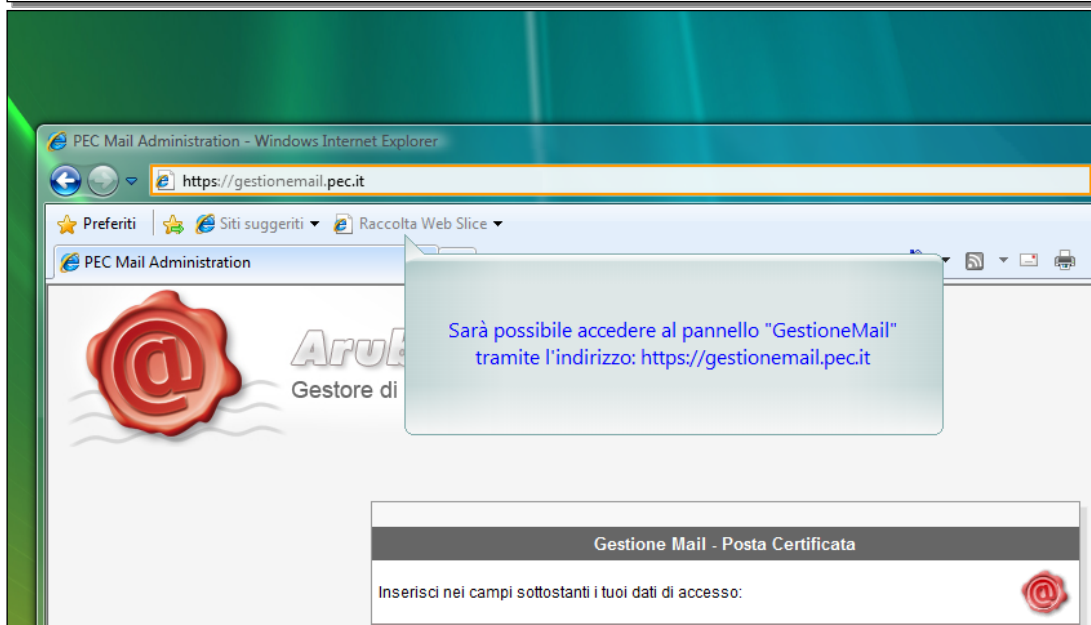 PEC Mail Administration - Windows Internet Explorer
https://gestionemail.pec.it
Preferiti Siti suggeriti Raccolta Web Slice
PEC Mail Administration
Sarà possibile accedere al pannello "GestioneMail"
tramite l'indirizzo: https://gestionemail.pec.it
Gestore di
Gestione Mail - Posta Certificata
Inserisci nei campi sottostanti i tuoi dati di accesso: